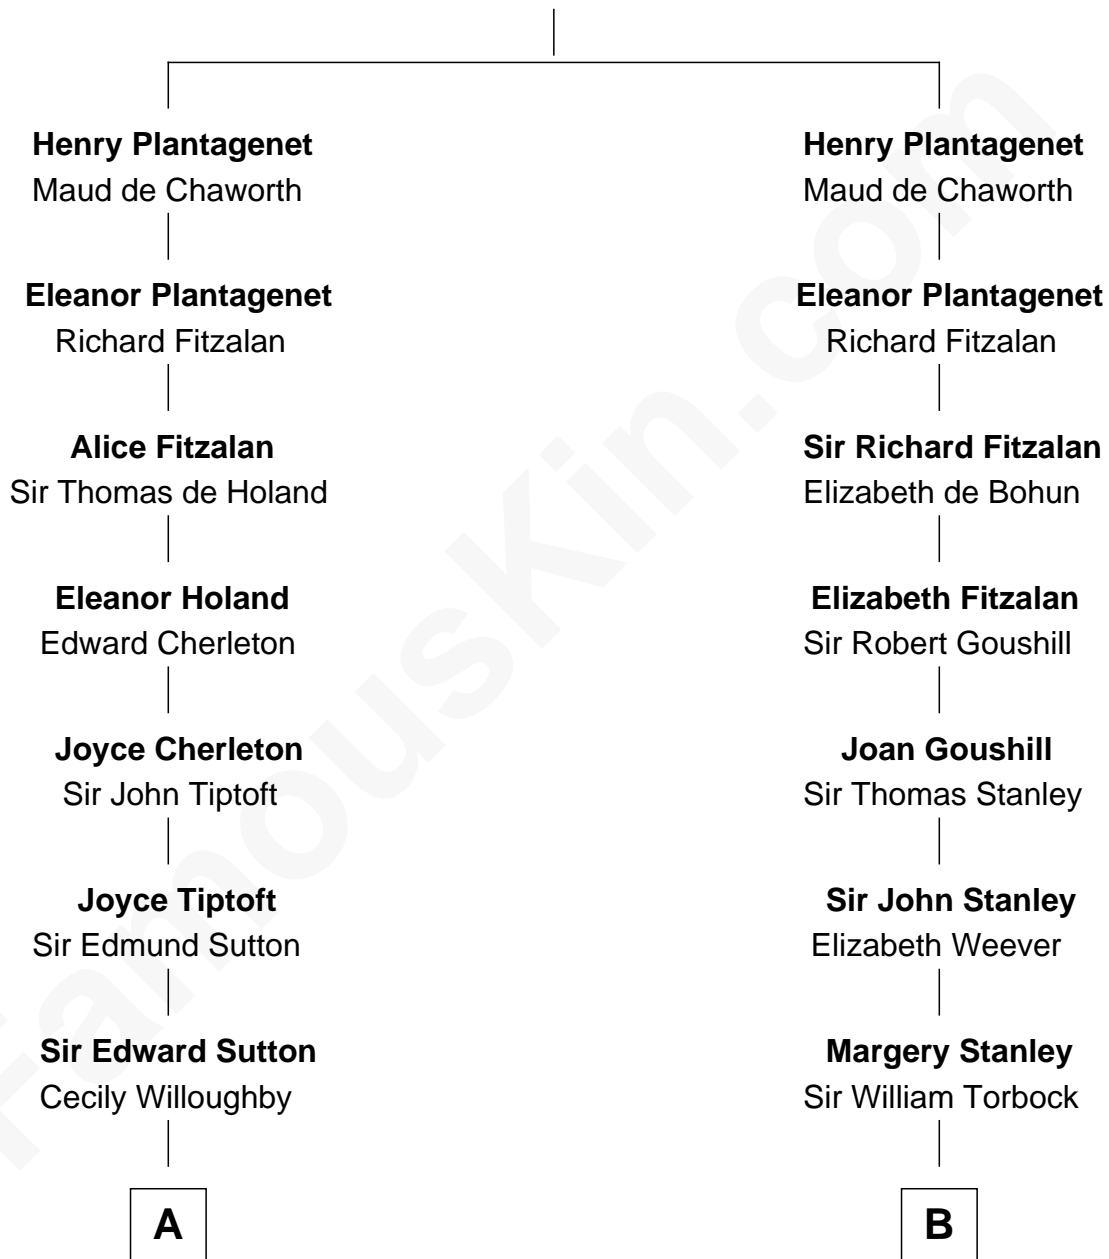 Henry Plantagenet
Maud de Chaworth
Eleanor Plantagenet
Richard Fitzalan
Alice Fitzalan
Sir Thomas de Holand
Eleanor Holand
Edward Cherleton
Joyce Cherleton
Sir John Tiptoft
Joyce Tiptoft
Sir Edmund Sutton
Sir Edward Sutton
Cecily Willoughby
A
Henry Plantagenet
Maud de Chaworth
Eleanor Plantagenet
Richard Fitzalan
Sir Richard Fitzalan
Elizabeth de Bohun
Elizabeth Fitzalan
Sir Robert Goushill
Joan Goushill
Sir Thomas Stanley
Sir John Stanley
Elizabeth Weever
Margery Stanley
Sir William Torbock
B
FamousKin.com